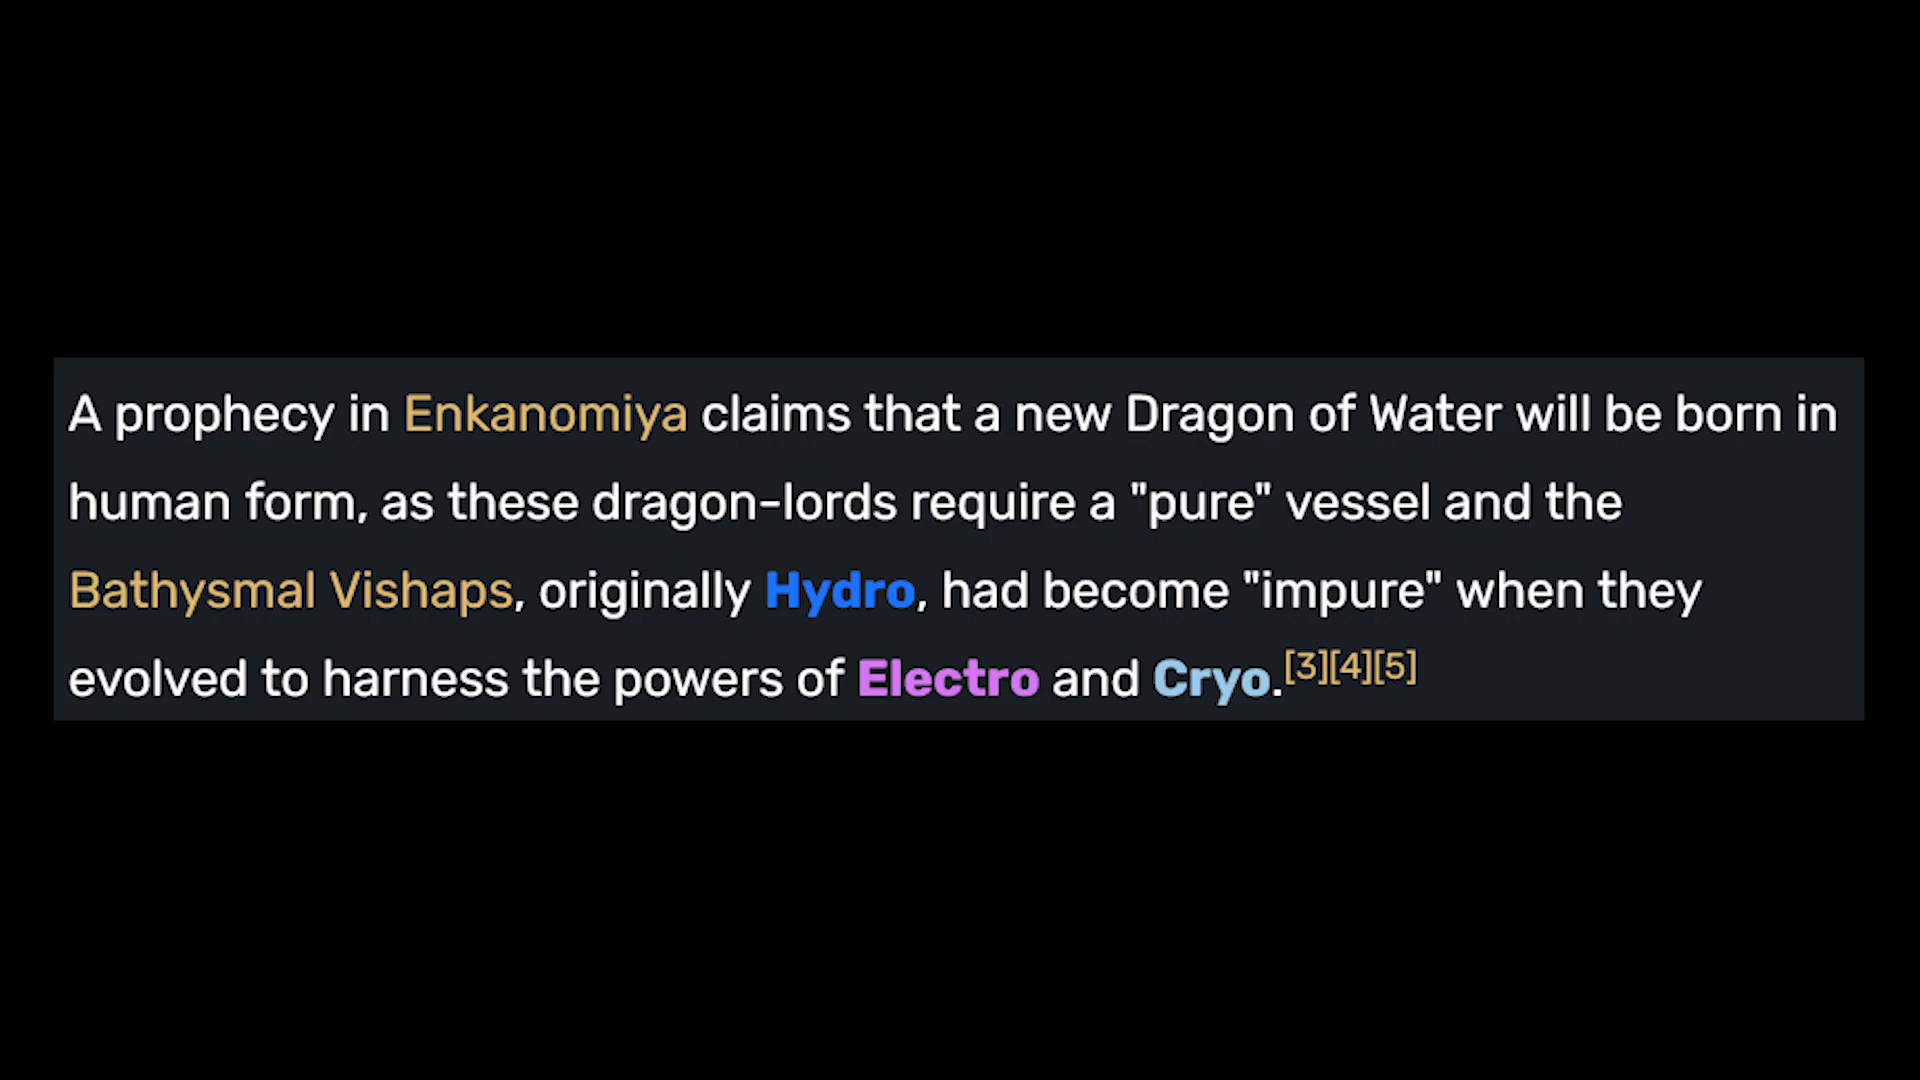 A prophecy in Enkanomiya claims that a new Dragon of Water will be born in
human form, as these dragon-lords require a "pure" vessel and the
Bathysmal Vishaps, originally Hydro, had become "impure" when they
evolved to harness the powers of Electro and Cryo.[3][4][5]